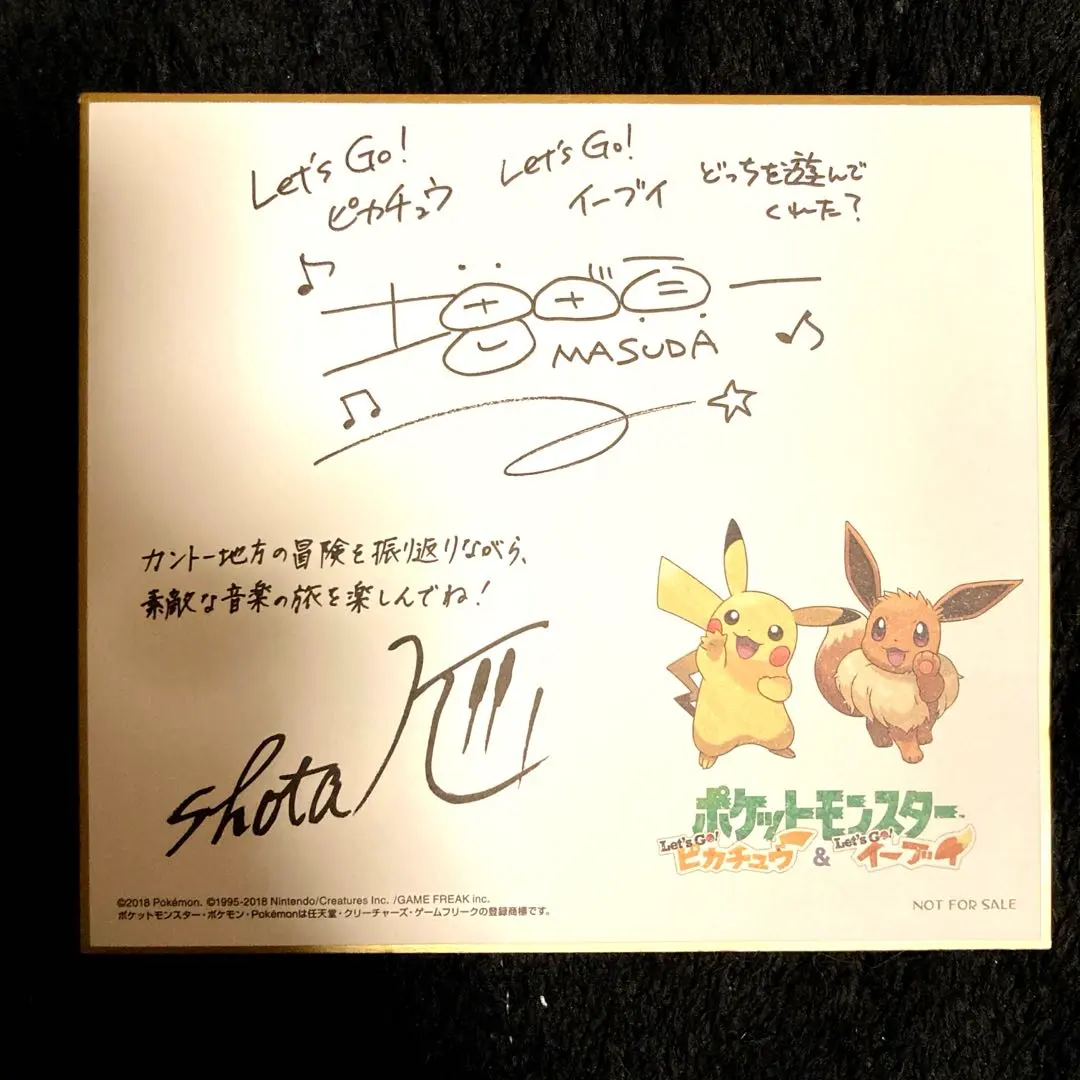 Let's Go!
ピカチュウ
Let's Go!
イーブイ
どっちを遊んで
くれた?
MASUDA
カントー地方の冒険を振り返りながら、
素敵な音楽の旅を楽しんでね!
shota
ポケットモンスター
Let's Go! ピカチュウ & Let's Go! イーブイ
©2018 Pokémon. ©1995-2018 Nintendo/Creatures Inc. /GAME FREAK inc.
ポケットモンスター・ポケモン・Pokémonは任天堂・クリーチャーズ・ゲームフリークの登録商標です。
NOT FOR SALE